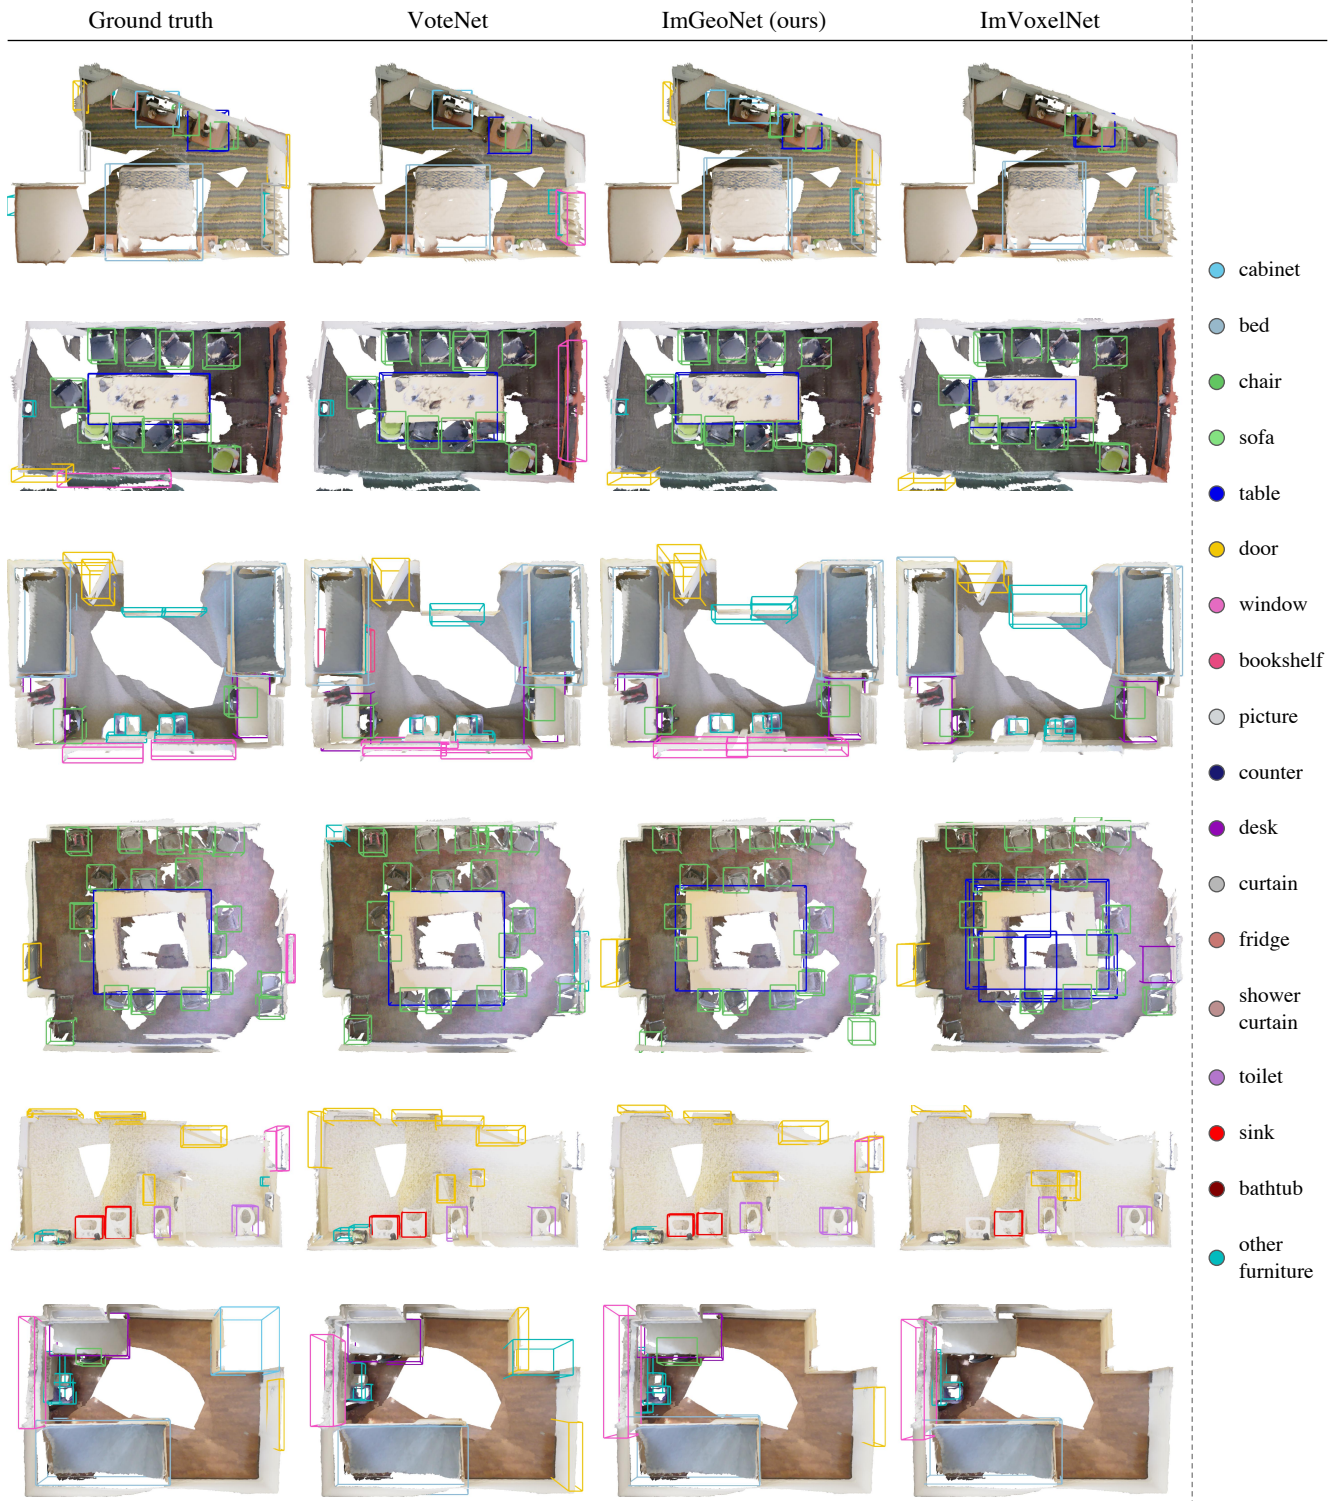 Ground truth
VoteNet
ImGeoNet (ours)
ImVoxelNet
cabinet
bed
chair
sofa
table
door
window
bookshelf
picture
counter
desk
curtain
fridge
shower
curtain
toilet
sink
bathtub
other
furniture